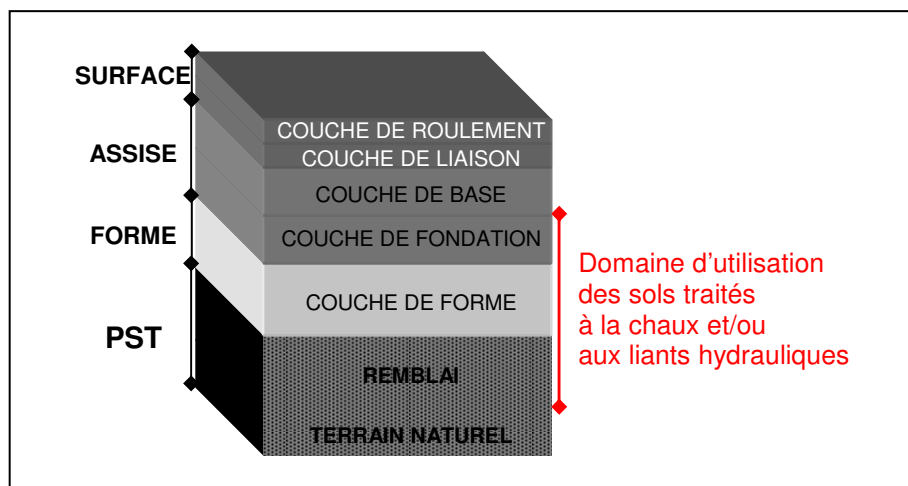 SURFACE
ASSISE
FORME
PST
COUCHE DE ROULEMENT
COUCHE DE LIAISON
COUCHE DE BASE
COUCHE DE FONDATION
COUCHE DE FORME
REMBLAI
TERRAIN NATUREL
Domaine d’utilisation
des sols traités
à la chaux et/ou
aux liants hydrauliques